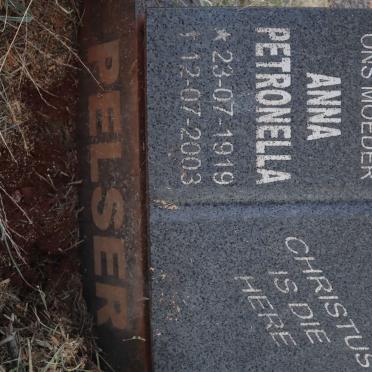 ONS MOEDER
ANNA
PETRONELLA
* 23-07-1919
† 12-07-2003
CHRISTUS
IS DIE
HERE
PELSER